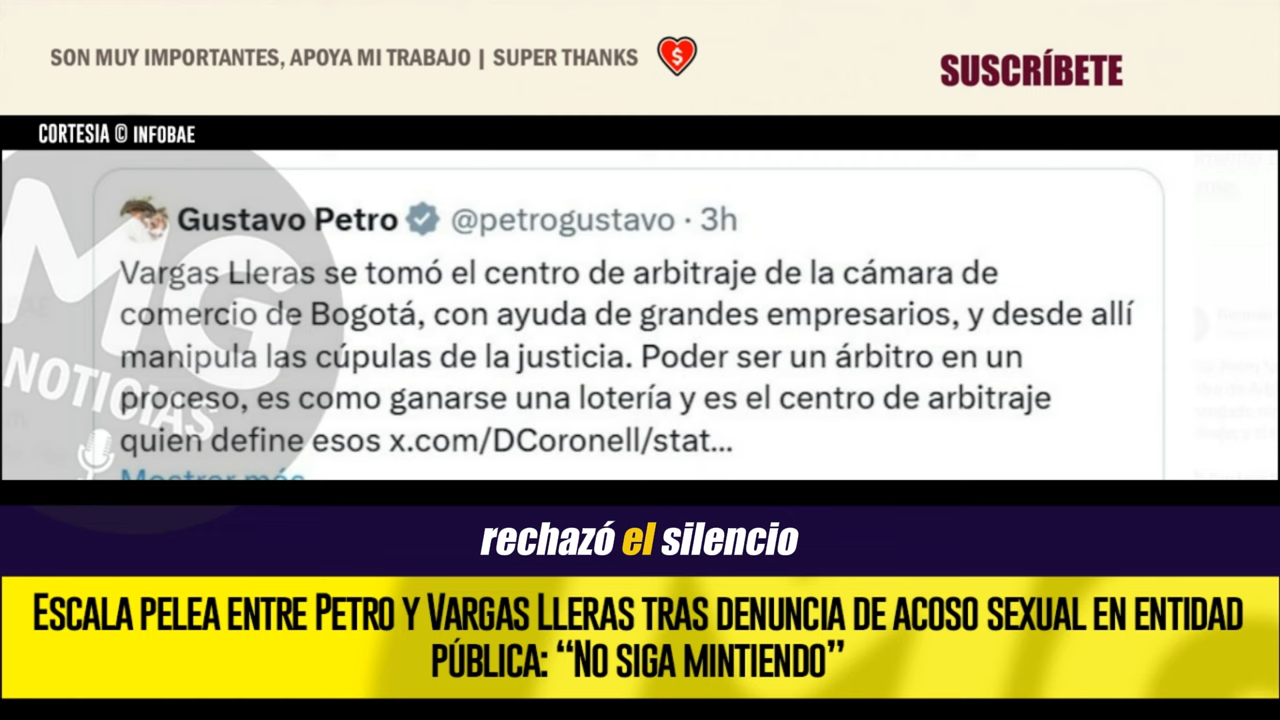 SON MUY IMPORTANTES, APOYA MI TRABAJO | SUPER THANKS
SUSCRÍBETE
CORTESIA © INFOBAE
Gustavo Petro @petrogustavo · 3h
Vargas Lleras se tomó el centro de arbitraje de la cámara de
comercio de Bogotá, con ayuda de grandes empresarios, y desde allí
manipula las cúpulas de la justicia. Poder ser un árbitro en un
proceso, es como ganarse una lotería y es el centro de arbitraje
quien define esos x.com/DCoronell/stat...
Mostrar más
MG
NOTICIAS
rechazó el silencio
ESCALA PELEA ENTRE PETRO Y VARGAS LLERAS TRAS DENUNCIA DE ACOSO SEXUAL EN ENTIDAD
PÚBLICA: “NO SIGA MINTIENDO”